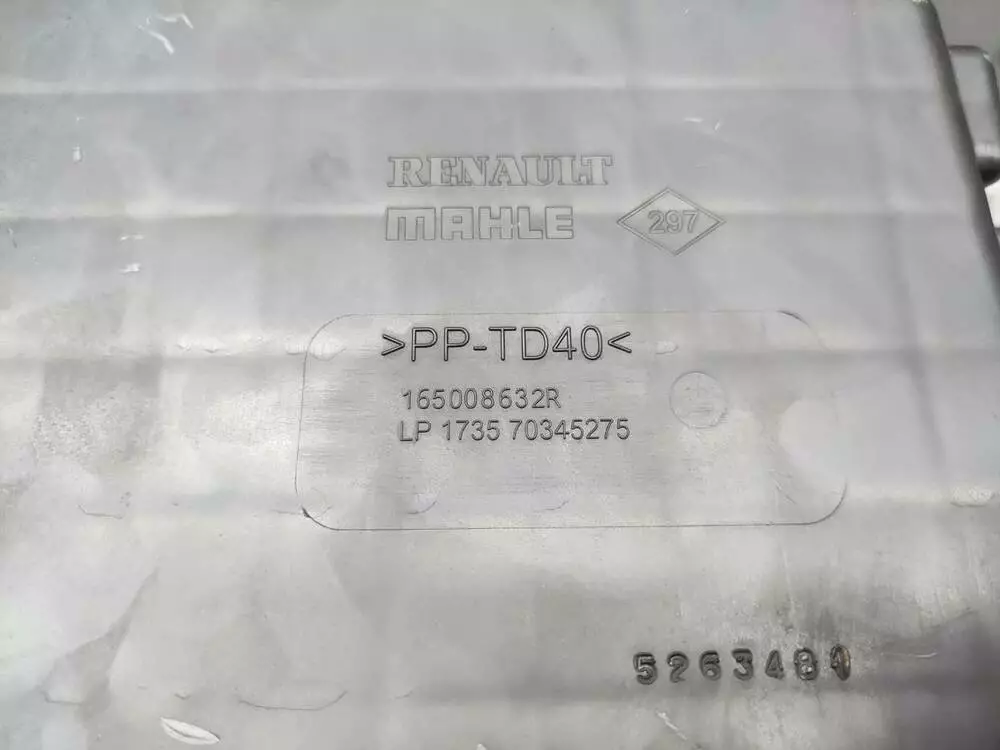 RENAULT
MAHLE
297
>PP-TD40<
165008632R
LP 1735 70345275
5263481